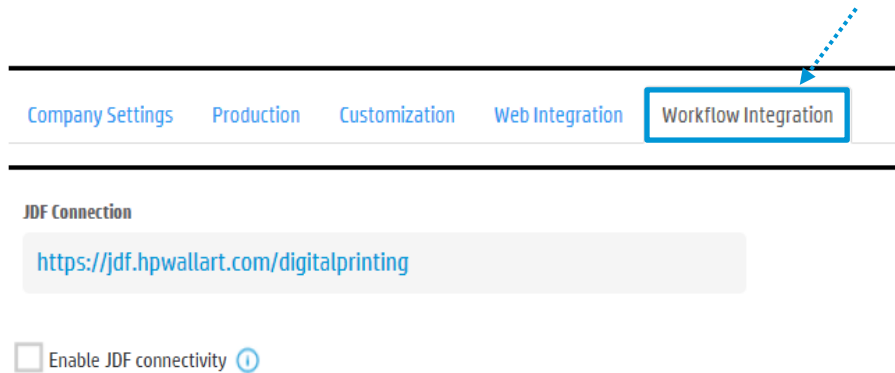 Company Settings Production Customization Web Integration Workflow Integration
JDF Connection
https://jdf.hpwallart.com/digitalprinting
Enable JDF connectivity